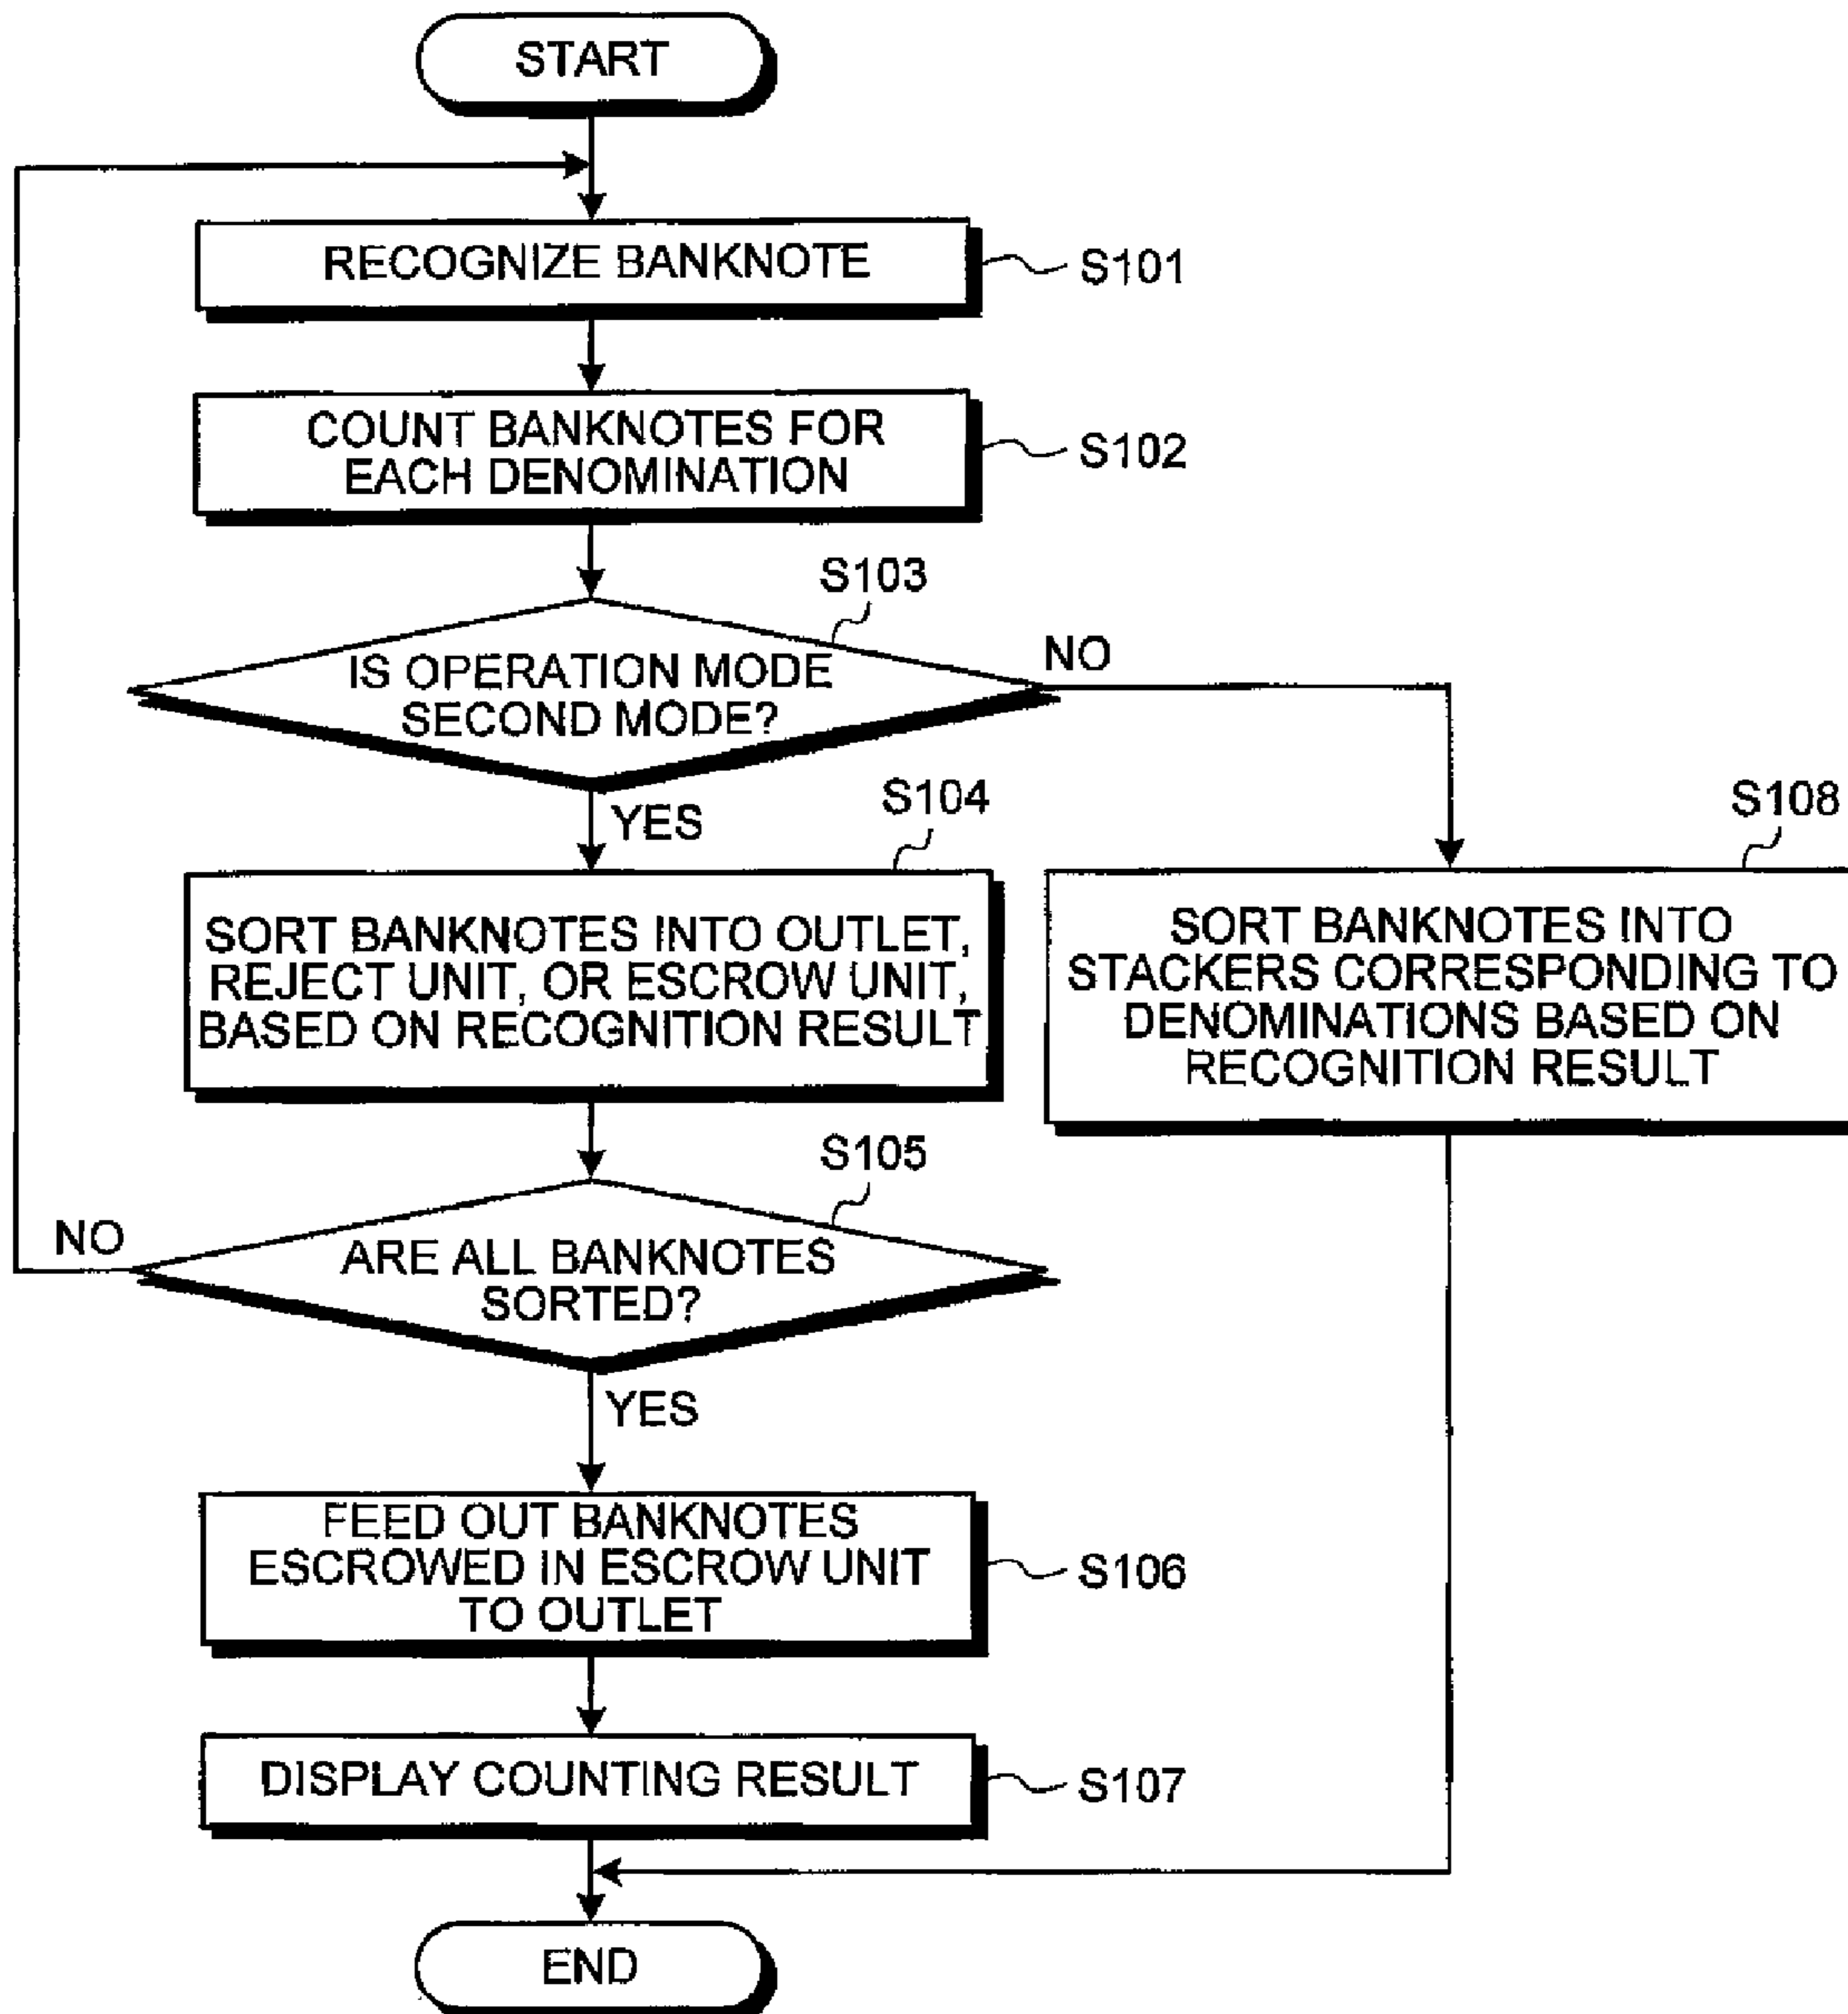 START
RECOGNIZE BANKNOTE
S101
COUNT BANKNOTES FOR
EACH DENOMINATION
S102
S103
IS OPERATION MODE
SECOND MODE?
NO
YES
S104
SORT BANKNOTES INTO OUTLET,
REJECT UNIT, OR ESCROW UNIT,
BASED ON RECOGNITION RESULT
S108
SORT BANKNOTES INTO
STACKERS CORRESPONDING TO
DENOMINATIONS BASED ON
RECOGNITION RESULT
S105
ARE ALL BANKNOTES
SORTED?
NO
YES
FEED OUT BANKNOTES
ESCROWED IN ESCROW UNIT
TO OUTLET
S106
DISPLAY COUNTING RESULT
S107
END